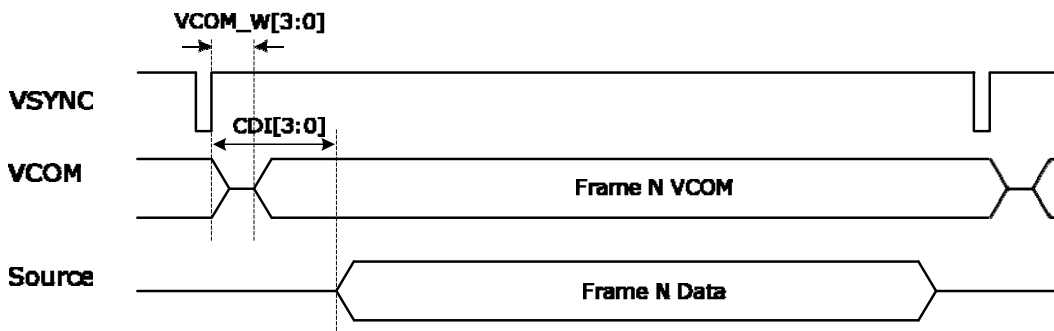 VCOM_W[3:0]
VSYNC
CDI[3:0]
VCOM
Frame N VCOM
Source
Frame N Data